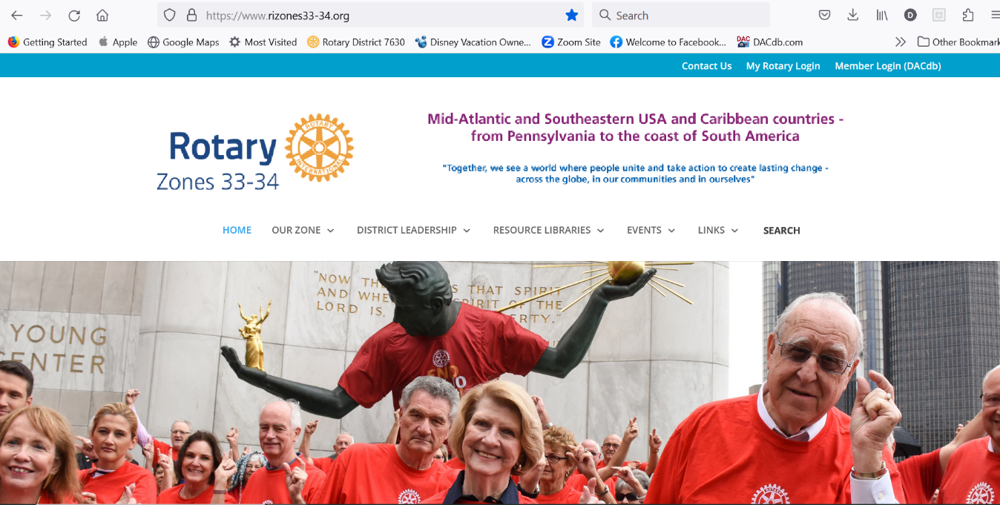 https://www.rizones33-34.org
Search
D
Getting Started
Apple
Google Maps
Most Visited
Rotary District 7630
Disney Vacation Owne...
Zoom Site
Welcome to Facebook...
DAC
DACdb.com
Other Bookmark
Contact Us
My Rotary Login
Member Login (DACdb)
Rotary
Zones 33-34
ROTARY
INTERNATIONAL
Mid-Atlantic and Southeastern USA and Caribbean countries -
from Pennsylvania to the coast of South America
"Together, we see a world where people unite and take action to create lasting change -
across the globe, in our communities and in ourselves"
HOME
OUR ZONE
DISTRICT LEADERSHIP
RESOURCE LIBRARIES
EVENTS
LINKS
SEARCH
"NOW TH S THAT SPIRIT
AND WHE SPIRIT OF THE
LORD IS, ERTY."
YOUNG
ENTER